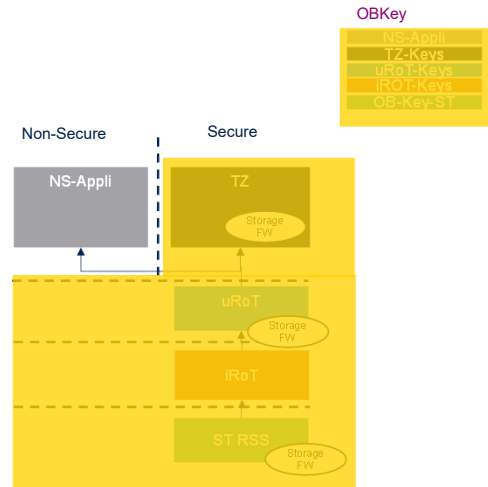 OBKey
NS-Appli
TZ-Keys
uRoT-Keys
iROT-Keys
OB-Key-ST
Non-Secure
Secure
NS-Appli
TZ
Storage
FW
uRoT
Storage
FW
iRoT
ST RSS
Storage
FW